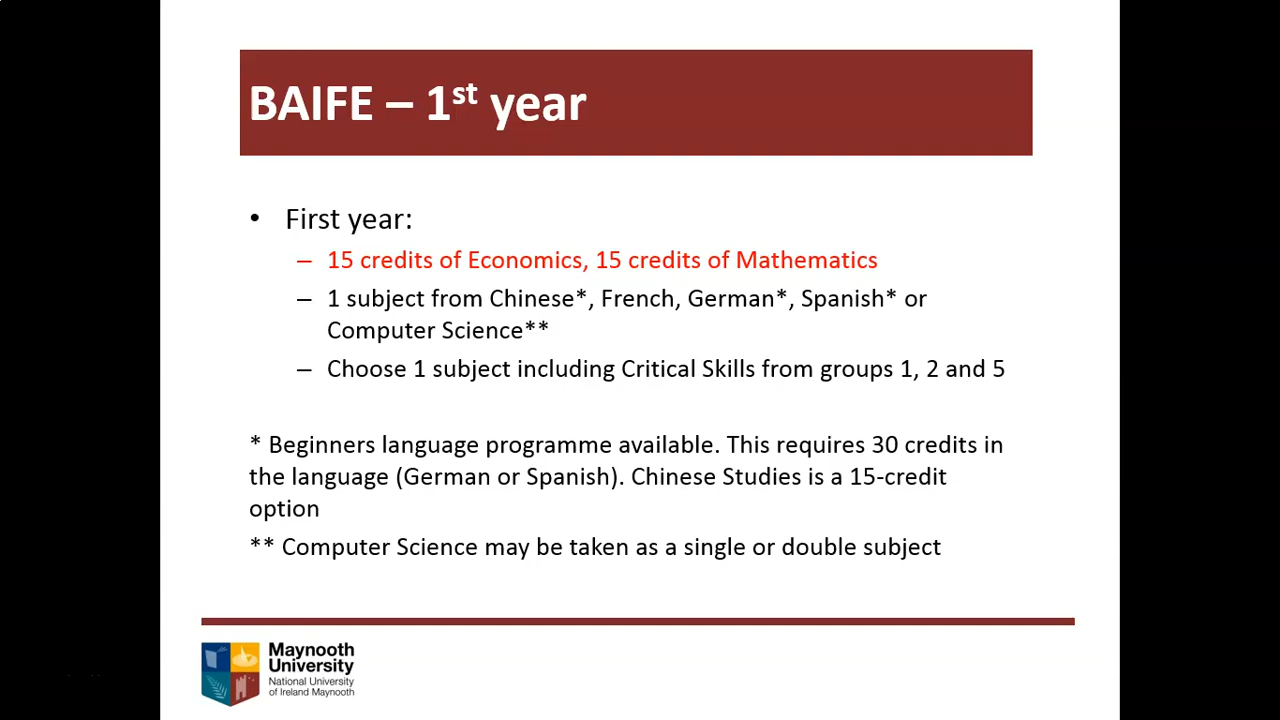 BAIFE – 1st year
• First year:
– 15 credits of Economics, 15 credits of Mathematics
– 1 subject from Chinese*, French, German*, Spanish* or
Computer Science**
– Choose 1 subject including Critical Skills from groups 1, 2 and 5
* Beginners language programme available. This requires 30 credits in
the language (German or Spanish). Chinese Studies is a 15-credit
option
** Computer Science may be taken as a single or double subject
Maynooth
University
National University
of Ireland Maynooth